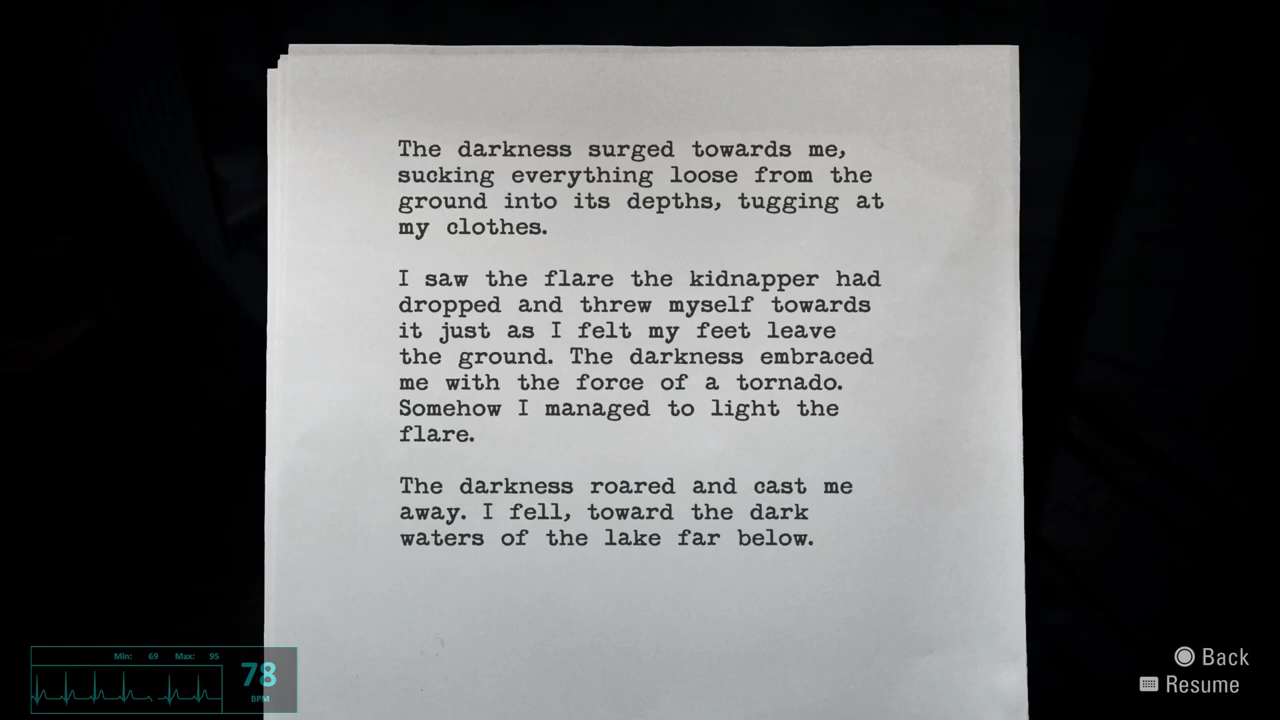 The darkness surged towards me,
sucking everything loose from the
ground into its depths, tugging at
my clothes.
I saw the flare the kidnapper had
dropped and threw myself towards
it just as I felt my feet leave
the ground. The darkness embraced
me with the force of a tornado.
Somehow I managed to light the
flare.
The darkness roared and cast me
away. I fell, toward the dark
waters of the lake far below.
Min: 69 Max: 95
78
BPM
Back
Resume